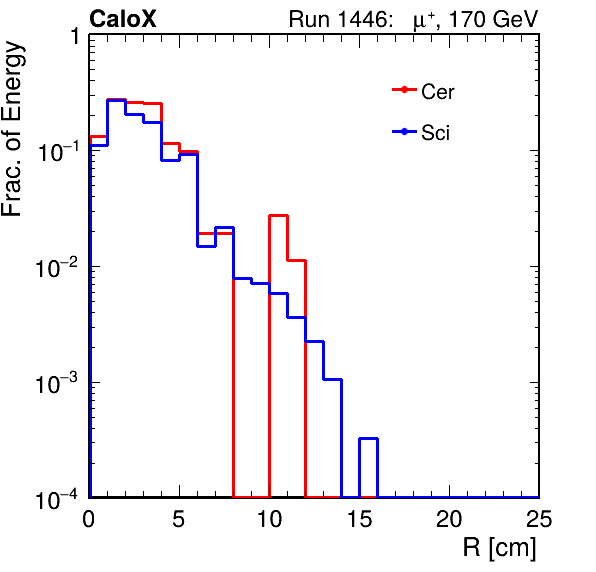 CaloX Run 1446: μ⁺, 170 GeV
Frac. of Energy
Cer
Sci
1
10⁻¹
10⁻²
10⁻³
10⁻⁴
0 5 10 15 20 25
R [cm]